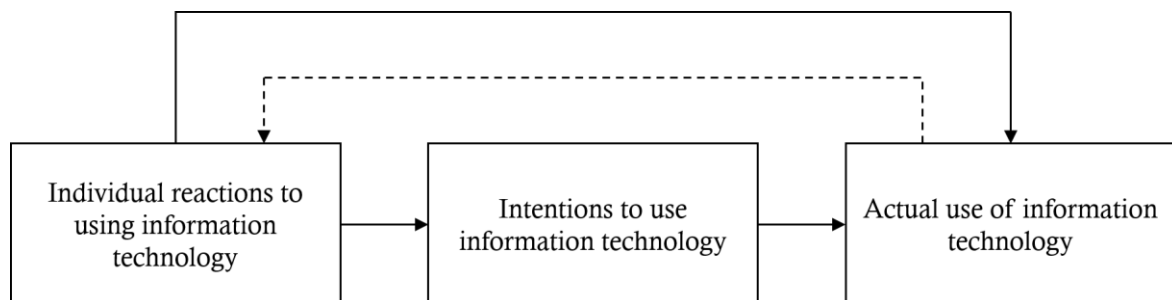 Individual reactions to
using information
technology
Intentions to use
information technology
Actual use of information
technology